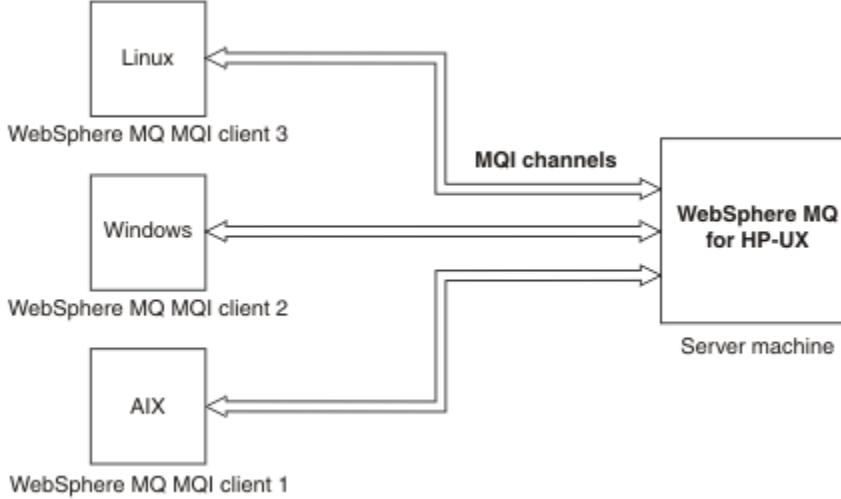 Linux
WebSphere MQ MQI client 3
MQI channels
WebSphere MQ
for HP-UX
Windows
WebSphere MQ MQI client 2
Server machine
AIX
WebSphere MQ MQI client 1